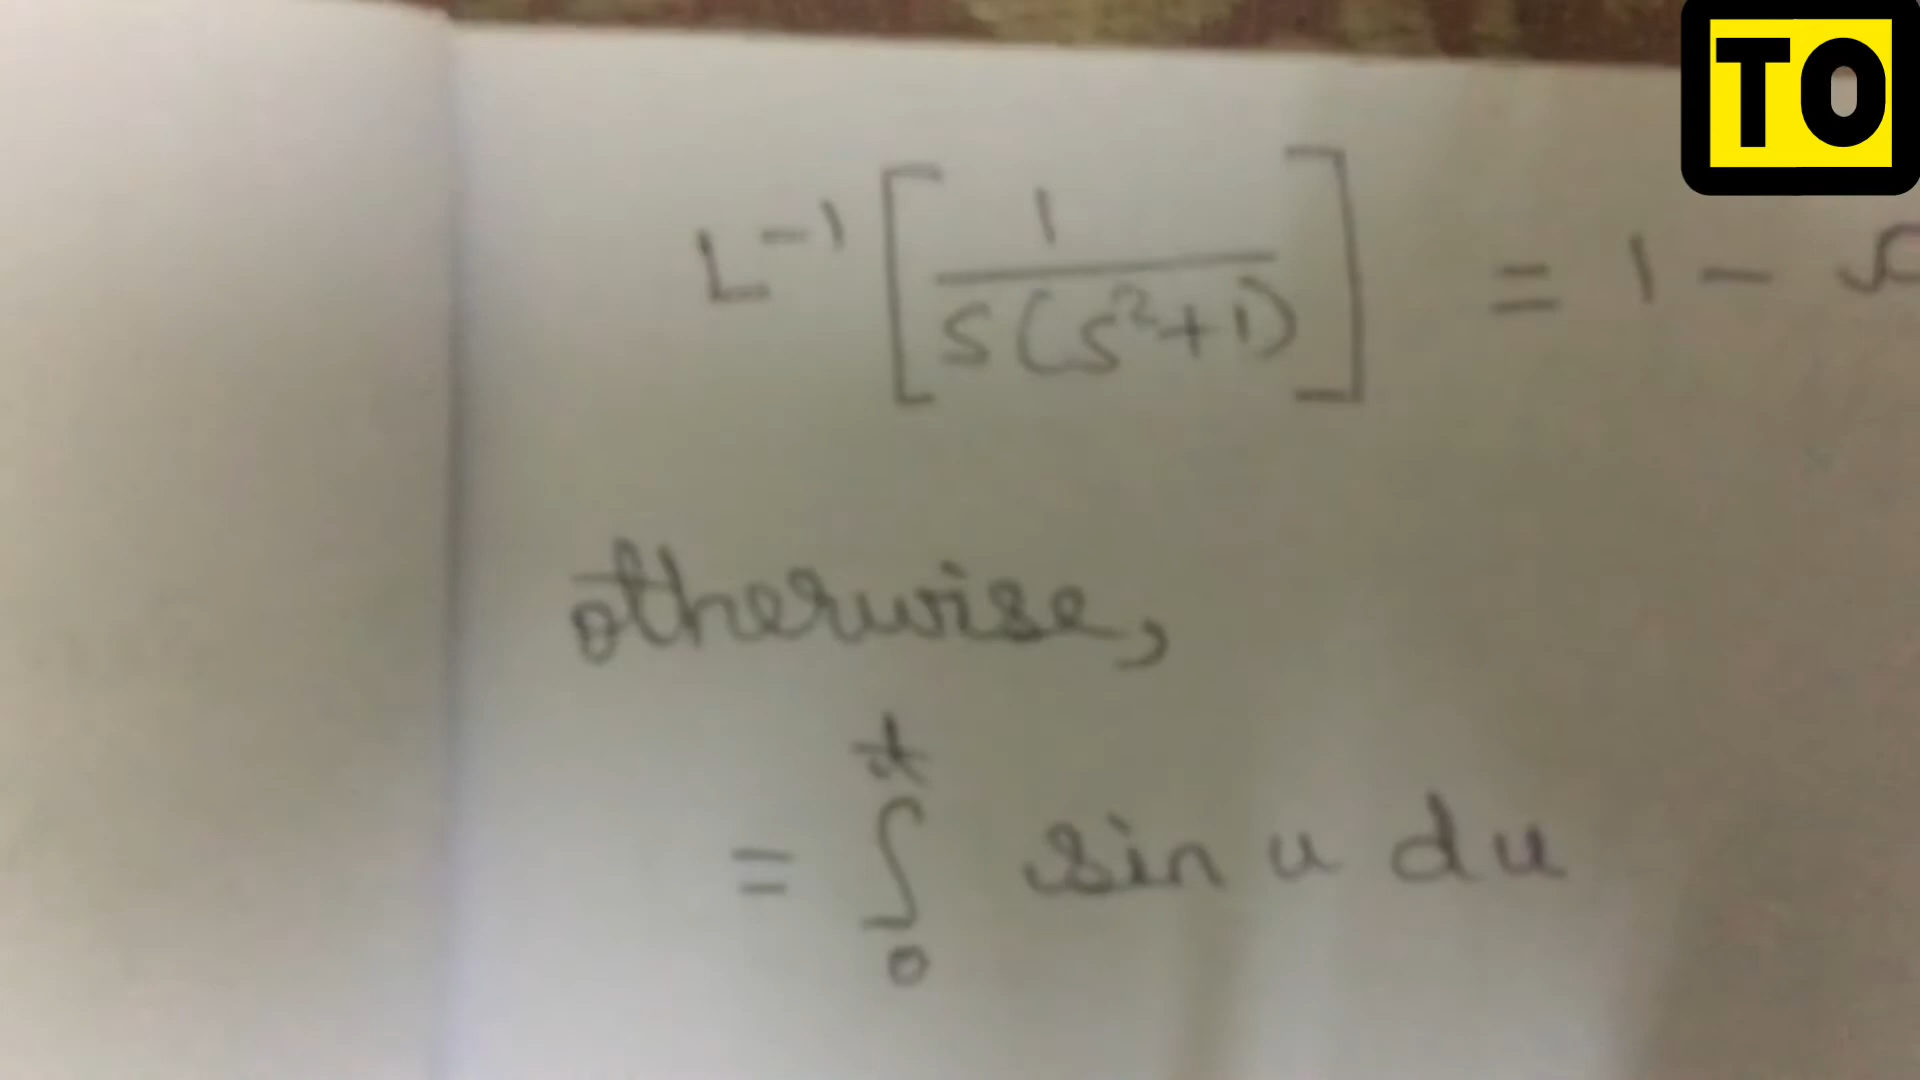 TO
L⁻¹ [ 1 / S(S²+1) ] = 1 -
otherwise,
= ∫₀ᵗ sin u du